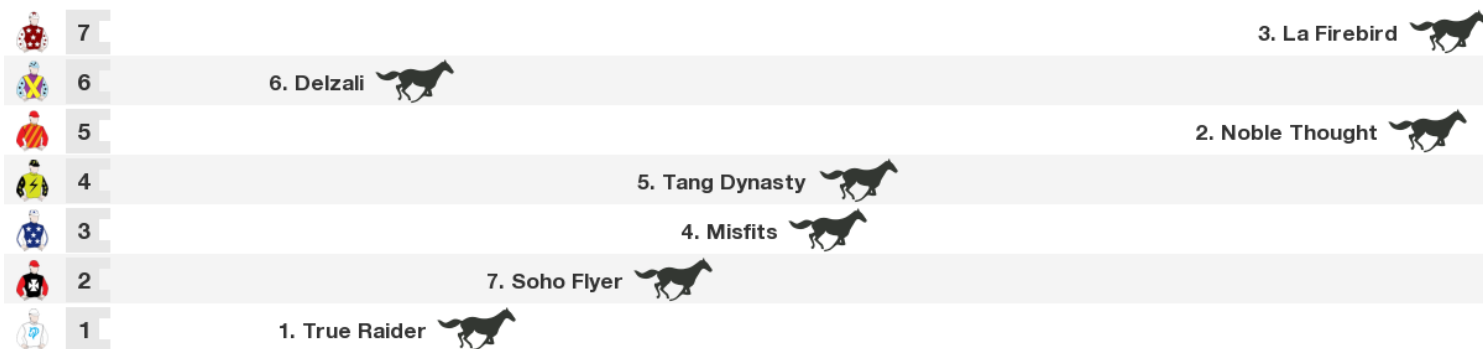 7 3. La Firebird
6 6. Delzali
5 2. Noble Thought
4 5. Tang Dynasty
3 4. Misfits
2 7. Soho Flyer
1 1. True Raider